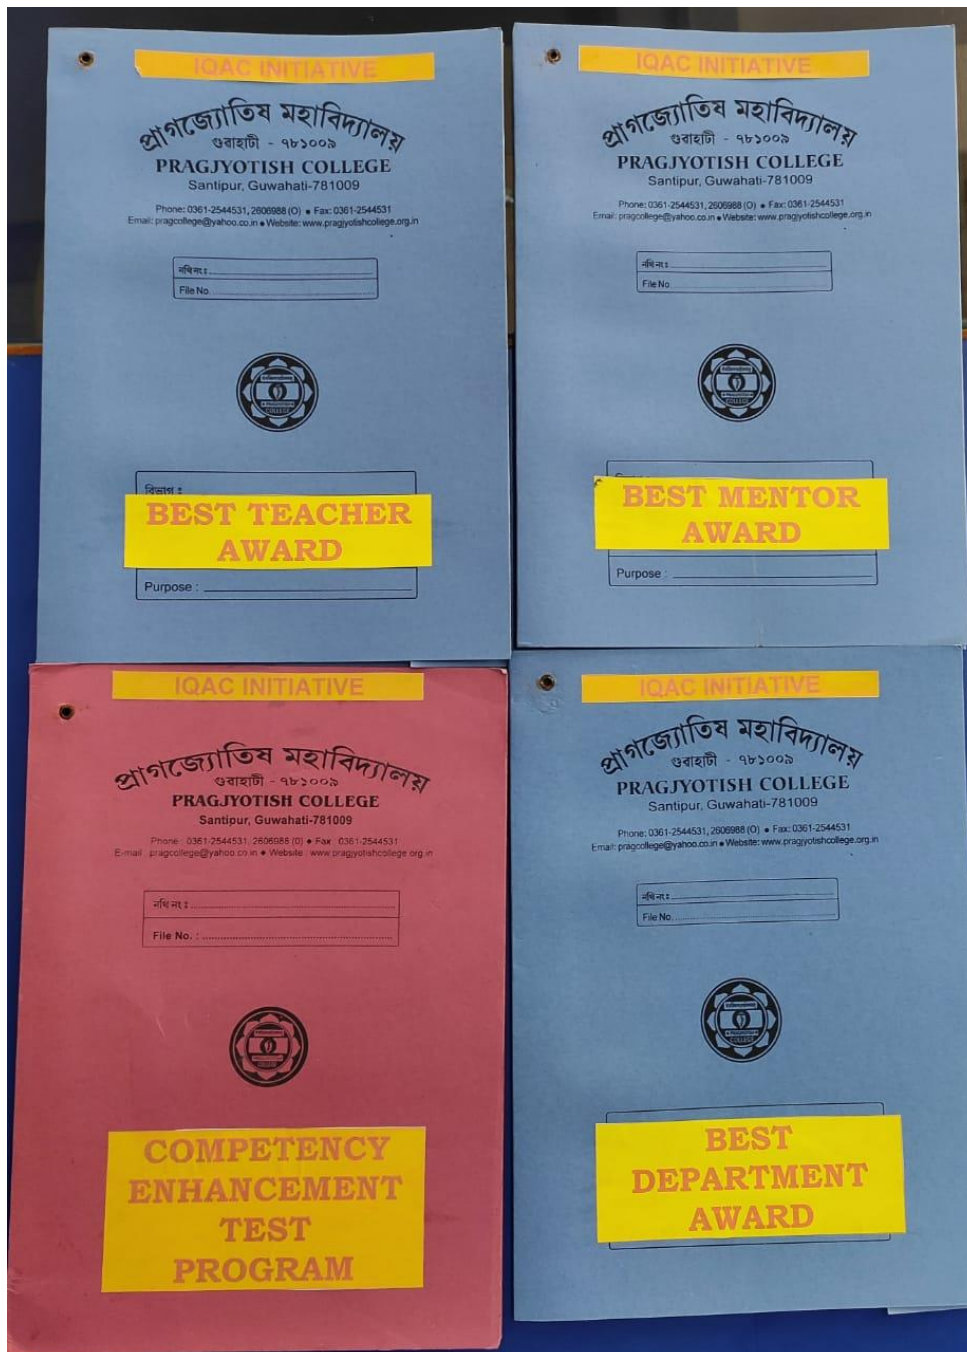 IQAC INITIATIVE
প্ৰাগজ্যোতিষ মহাবিদ্যালয়
গুৱাহাটী - ৭৮১০০৯
PRAGJYOTISH COLLEGE
Santipur, Guwahati-781009
Phone: 0361-2544531, 2606988 (O) ● Fax: 0361-2544531
Email: pragcollege@yahoo.co.in ● Website: www.pragjyotishcollege.org.in
নথি নং ঃ
File No.
COLLEGE
বিভাগ ঃ
BEST TEACHER
AWARD
Purpose :
IQAC INITIATIVE
প্ৰাগজ্যোতিষ মহাবিদ্যালয়
গুৱাহাটী - ৭৮১০০৯
PRAGJYOTISH COLLEGE
Santipur, Guwahati-781009
Phone: 0361-2544531, 2606988 (O) ● Fax: 0361-2544531
Email: pragcollege@yahoo.co.in ● Website: www.pragjyotishcollege.org.in
নথি নং ঃ
File No.
COLLEGE
BEST MENTOR
AWARD
Purpose :
IQAC INITIATIVE
প্ৰাগজ্যোতিষ মহাবিদ্যালয়
গুৱাহাটী - ৭৮১০০৯
PRAGJYOTISH COLLEGE
Santipur, Guwahati-781009
Phone : 0361-2544531, 2606988 (O) ● Fax : 0361-2544531
E-mail : pragcollege@yahoo.co.in ● Website : www.pragjyotishcollege.org.in
নথি নং ঃ
File No. :
COMPETENCY
ENHANCEMENT
TEST
PROGRAM
IQAC INITIATIVE
প্ৰাগজ্যোতিষ মহাবিদ্যালয়
গুৱাহাটী - ৭৮১০০৯
PRAGJYOTISH COLLEGE
Santipur, Guwahati-781009
Phone: 0361-2544531, 2606988 (O) ● Fax: 0361-2544531
Email: pragcollege@yahoo.co.in ● Website: www.pragjyotishcollege.org.in
নথি নং ঃ
File No.
COLLEGE
BEST
DEPARTMENT
AWARD